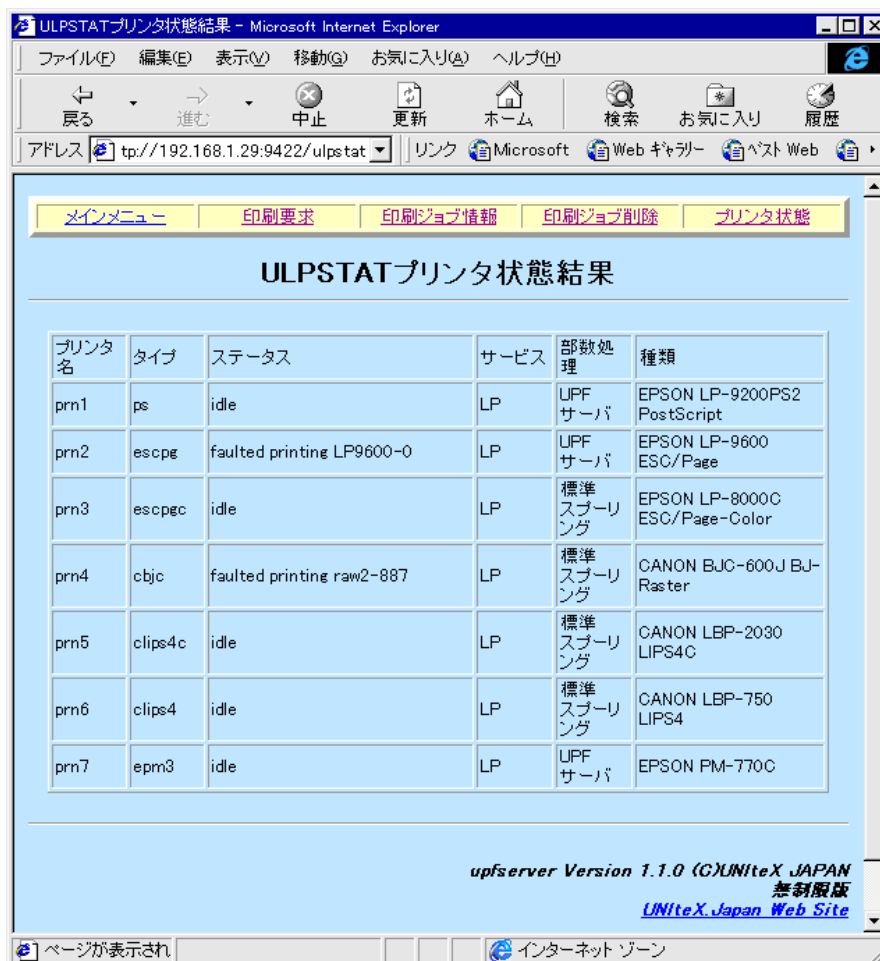 ULPSTATプリンタ状態結果 - Microsoft Internet Explorer
ファイル(F) 編集(E) 表示(V) 移動(G) お気に入り(A) ヘルプ(H)
戻る 進む 中止 更新 ホーム 検索 お気に入り 履歴
アドレス tp://192.168.1.29:9422/ulpstat リンク Microsoft Web ギャラリー ベスト Web
メインメニュー 印刷要求 印刷ジョブ情報 印刷ジョブ削除 プリンタ状態
ULPSTATプリンタ状態結果
プリンタ名 タイプ ステータス サービス 部数処理 種類
prn1 ps idle LP UPF サーバ EPSON LP-9200PS2 PostScript
prn2 escpg faulted printing LP9600-0 LP UPF サーバ EPSON LP-9600 ESC/Page
prn3 escpgc idle LP 標準スプーリング EPSON LP-8000C ESC/Page-Color
prn4 cbjc faulted printing raw2-887 LP 標準スプーリング CANON BJC-600J BJ-Raster
prn5 clips4c idle LP 標準スプーリング CANON LBP-2030 LIPS4C
prn6 clips4 idle LP 標準スプーリング CANON LBP-750 LIPS4
prn7 epm3 idle LP UPF サーバ EPSON PM-770C
upfserver Version 1.1.0 (C)UNIteX JAPAN
無制限版
UNIteX.Japan Web Site
ページが表示され インターネット ゾーン